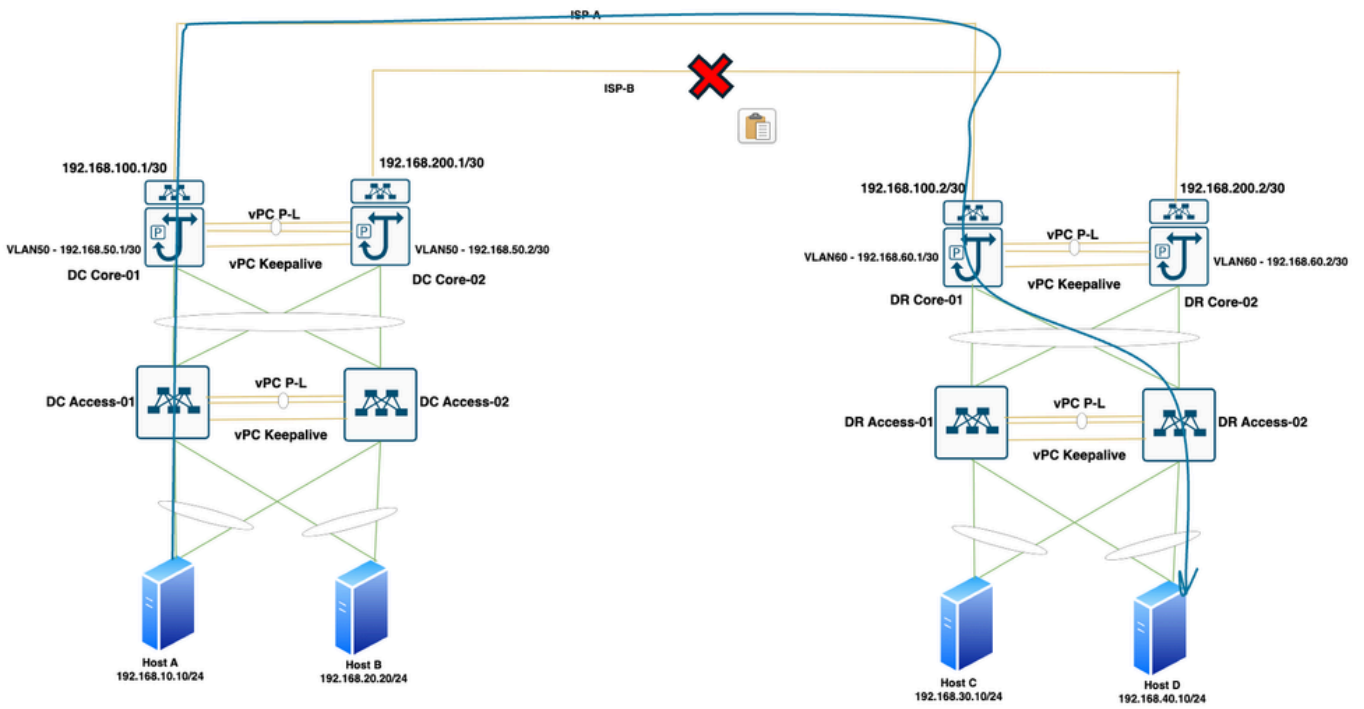 ISP-A
ISP-B
192.168.100.1/30
192.168.200.1/30
192.168.100.2/30
192.168.200.2/30
P
vPC P-L
P
VLAN50 - 192.168.50.1/30
VLAN50 - 192.168.50.2/30
vPC Keepalive
DC Core-01
DC Core-02
P
vPC P-L
P
VLAN60 - 192.168.60.1/30
VLAN60 - 192.168.60.2/30
vPC Keepalive
DR Core-01
DR Core-02
vPC P-L
DC Access-01
DC Access-02
vPC Keepalive
vPC P-L
DR Access-01
DR Access-02
vPC Keepalive
Host A
192.168.10.10/24
Host B
192.168.20.20/24
Host C
192.168.30.10/24
Host D
192.168.40.10/24